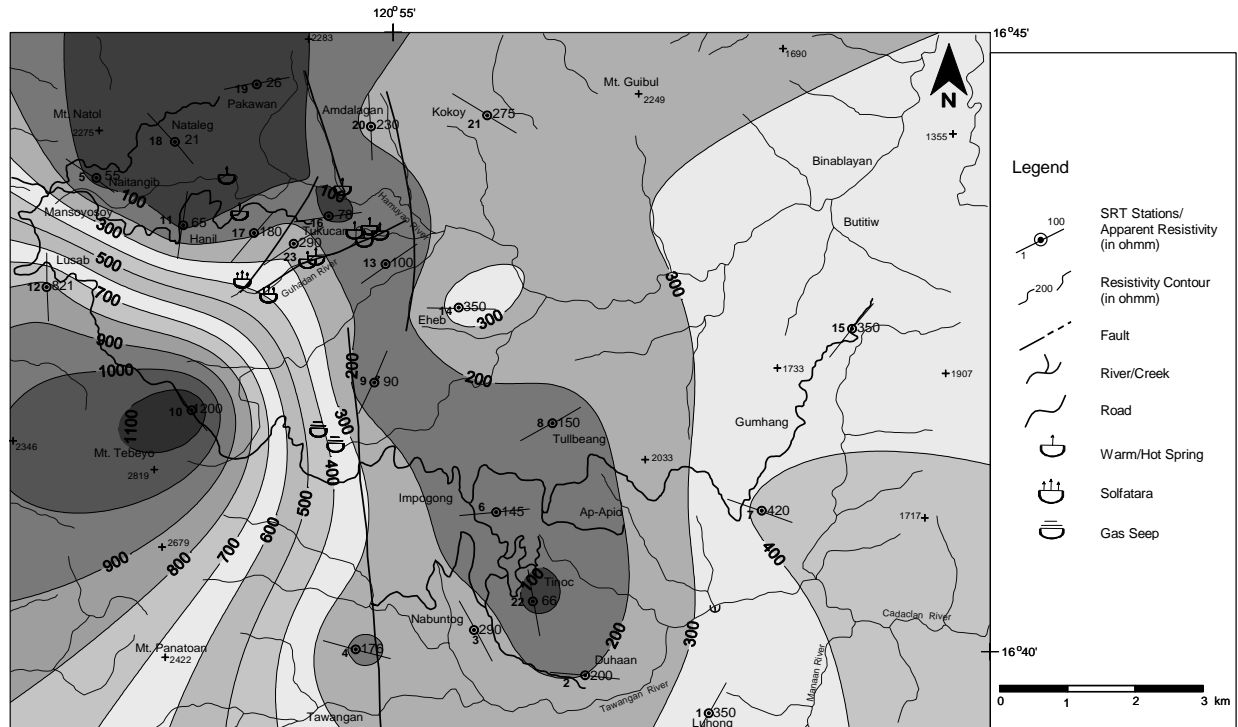 120°55'
16°45'
2283
1690
19 26
Pakawan
Mt. Guibul
2249
N
Mt. Natol
2275
Nataleg
18 21
Amdalagan
20 230
Kokoy
21 275
1355
Legend
5 55
Naitangib
100
Binablayan
100
SRT Stations/
Apparent Resistivity
(in ohmm)
1
Mansoyosoy
300
11 65
Hanil
17 180
16 78
100
Tukucan
Hamuyao River
Butitiw
Lusab
500
290
23
13 100
Guhadan River
200
Resistivity Contour
(in ohmm)
12 821
700
300
14 350
Eheb
300
15 350
Fault
900
1000
200
9 90
200
1733
1907
River/Creek
10 1200
1100
300
8 150
Tullbeang
Gumhang
Road
2346
Mt. Tebeyo
2819
400
2033
Warm/Hot Spring
500
Impogong
6 145
Ap-Apid
7 420
1717
Solfatara
600
700
2679
800
900
400
Gas Seep
100
Tinoc
22 66
Nabuntog
290
3
200
300
Cadaclan River
Mt. Panatoan
2422
4 176
Duhaan
2 200
16°40'
Tawangan River
Manaan River
Tawangan
1 350
Luhong
0 1 2 3 km